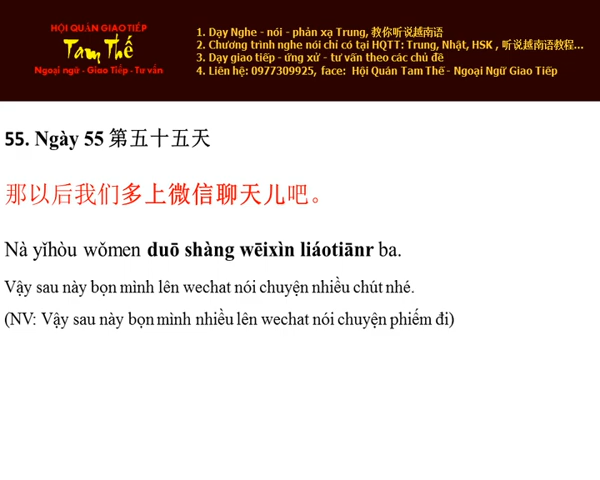 HỘI QUÁN GIAO TIẾP
Tam Thế
Ngoại ngữ - Giao Tiếp - Tư vấn
1. Dạy Nghe - nói - phản xạ Trung, 教你听说越南语
2. Chương trình nghe nói chỉ có tại HQTT: Trung, Nhật, HSK , 听说越南语教程...
3. Dạy giao tiếp - ứng xử - tư vấn theo các chủ đề
4. Liên hệ: 0977309925, face: Hội Quán Tam Thế - Ngoại Ngữ Giao Tiếp
55. Ngày 55 第五十五天
那以后我们多上微信聊天儿吧。
Nà yǐhòu wǒmen duō shàng wēixìn liáotiānr ba.
Vậy sau này bọn mình lên wechat nói chuyện nhiều chút nhé.
(NV: Vậy sau này bọn mình nhiều lên wechat nói chuyện phiếm đi)